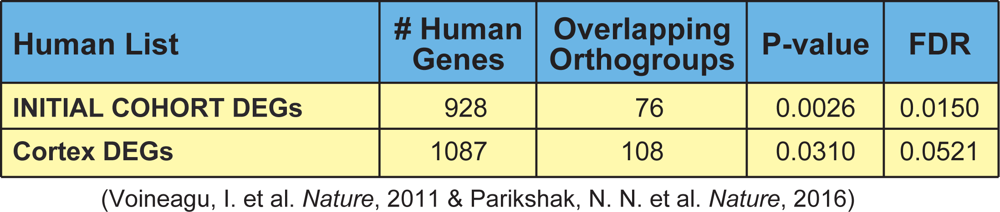 Human List # Human Genes Overlapping Orthogroups P-value FDR
INITIAL COHORT DEGs 928 76 0.0026 0.0150
Cortex DEGs 1087 108 0.0310 0.0521
(Voineagu, I. et al. Nature, 2011 & Parikshak, N. N. et al. Nature, 2016)